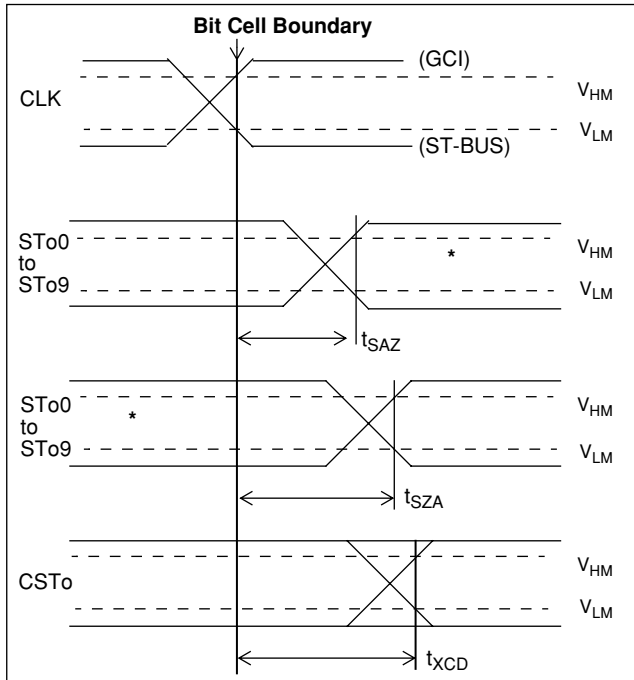 Bit Cell Boundary
CLK
(GCI)
(ST-BUS)
VHM
VLM
STo0
to
STo9
*
VHM
VLM
tSAZ
STo0
to
STo9
*
VHM
VLM
tSZA
CSTo
VHM
VLM
tXCD